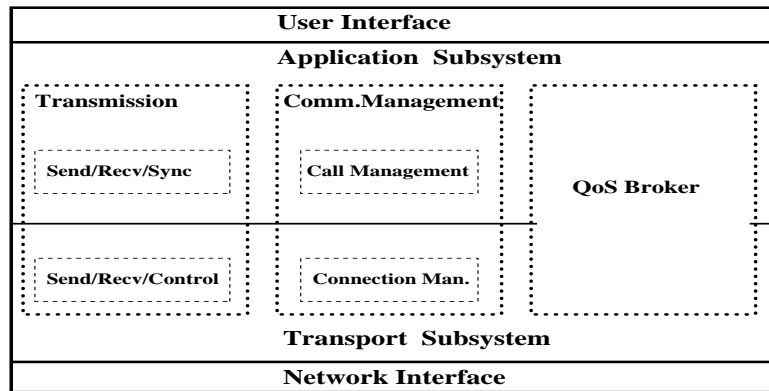 User Interface
Application Subsystem
Transmission
Comm.Management
Send/Recv/Sync
Call Management
QoS Broker
Send/Recv/Control
Connection Man.
Transport Subsystem
Network Interface